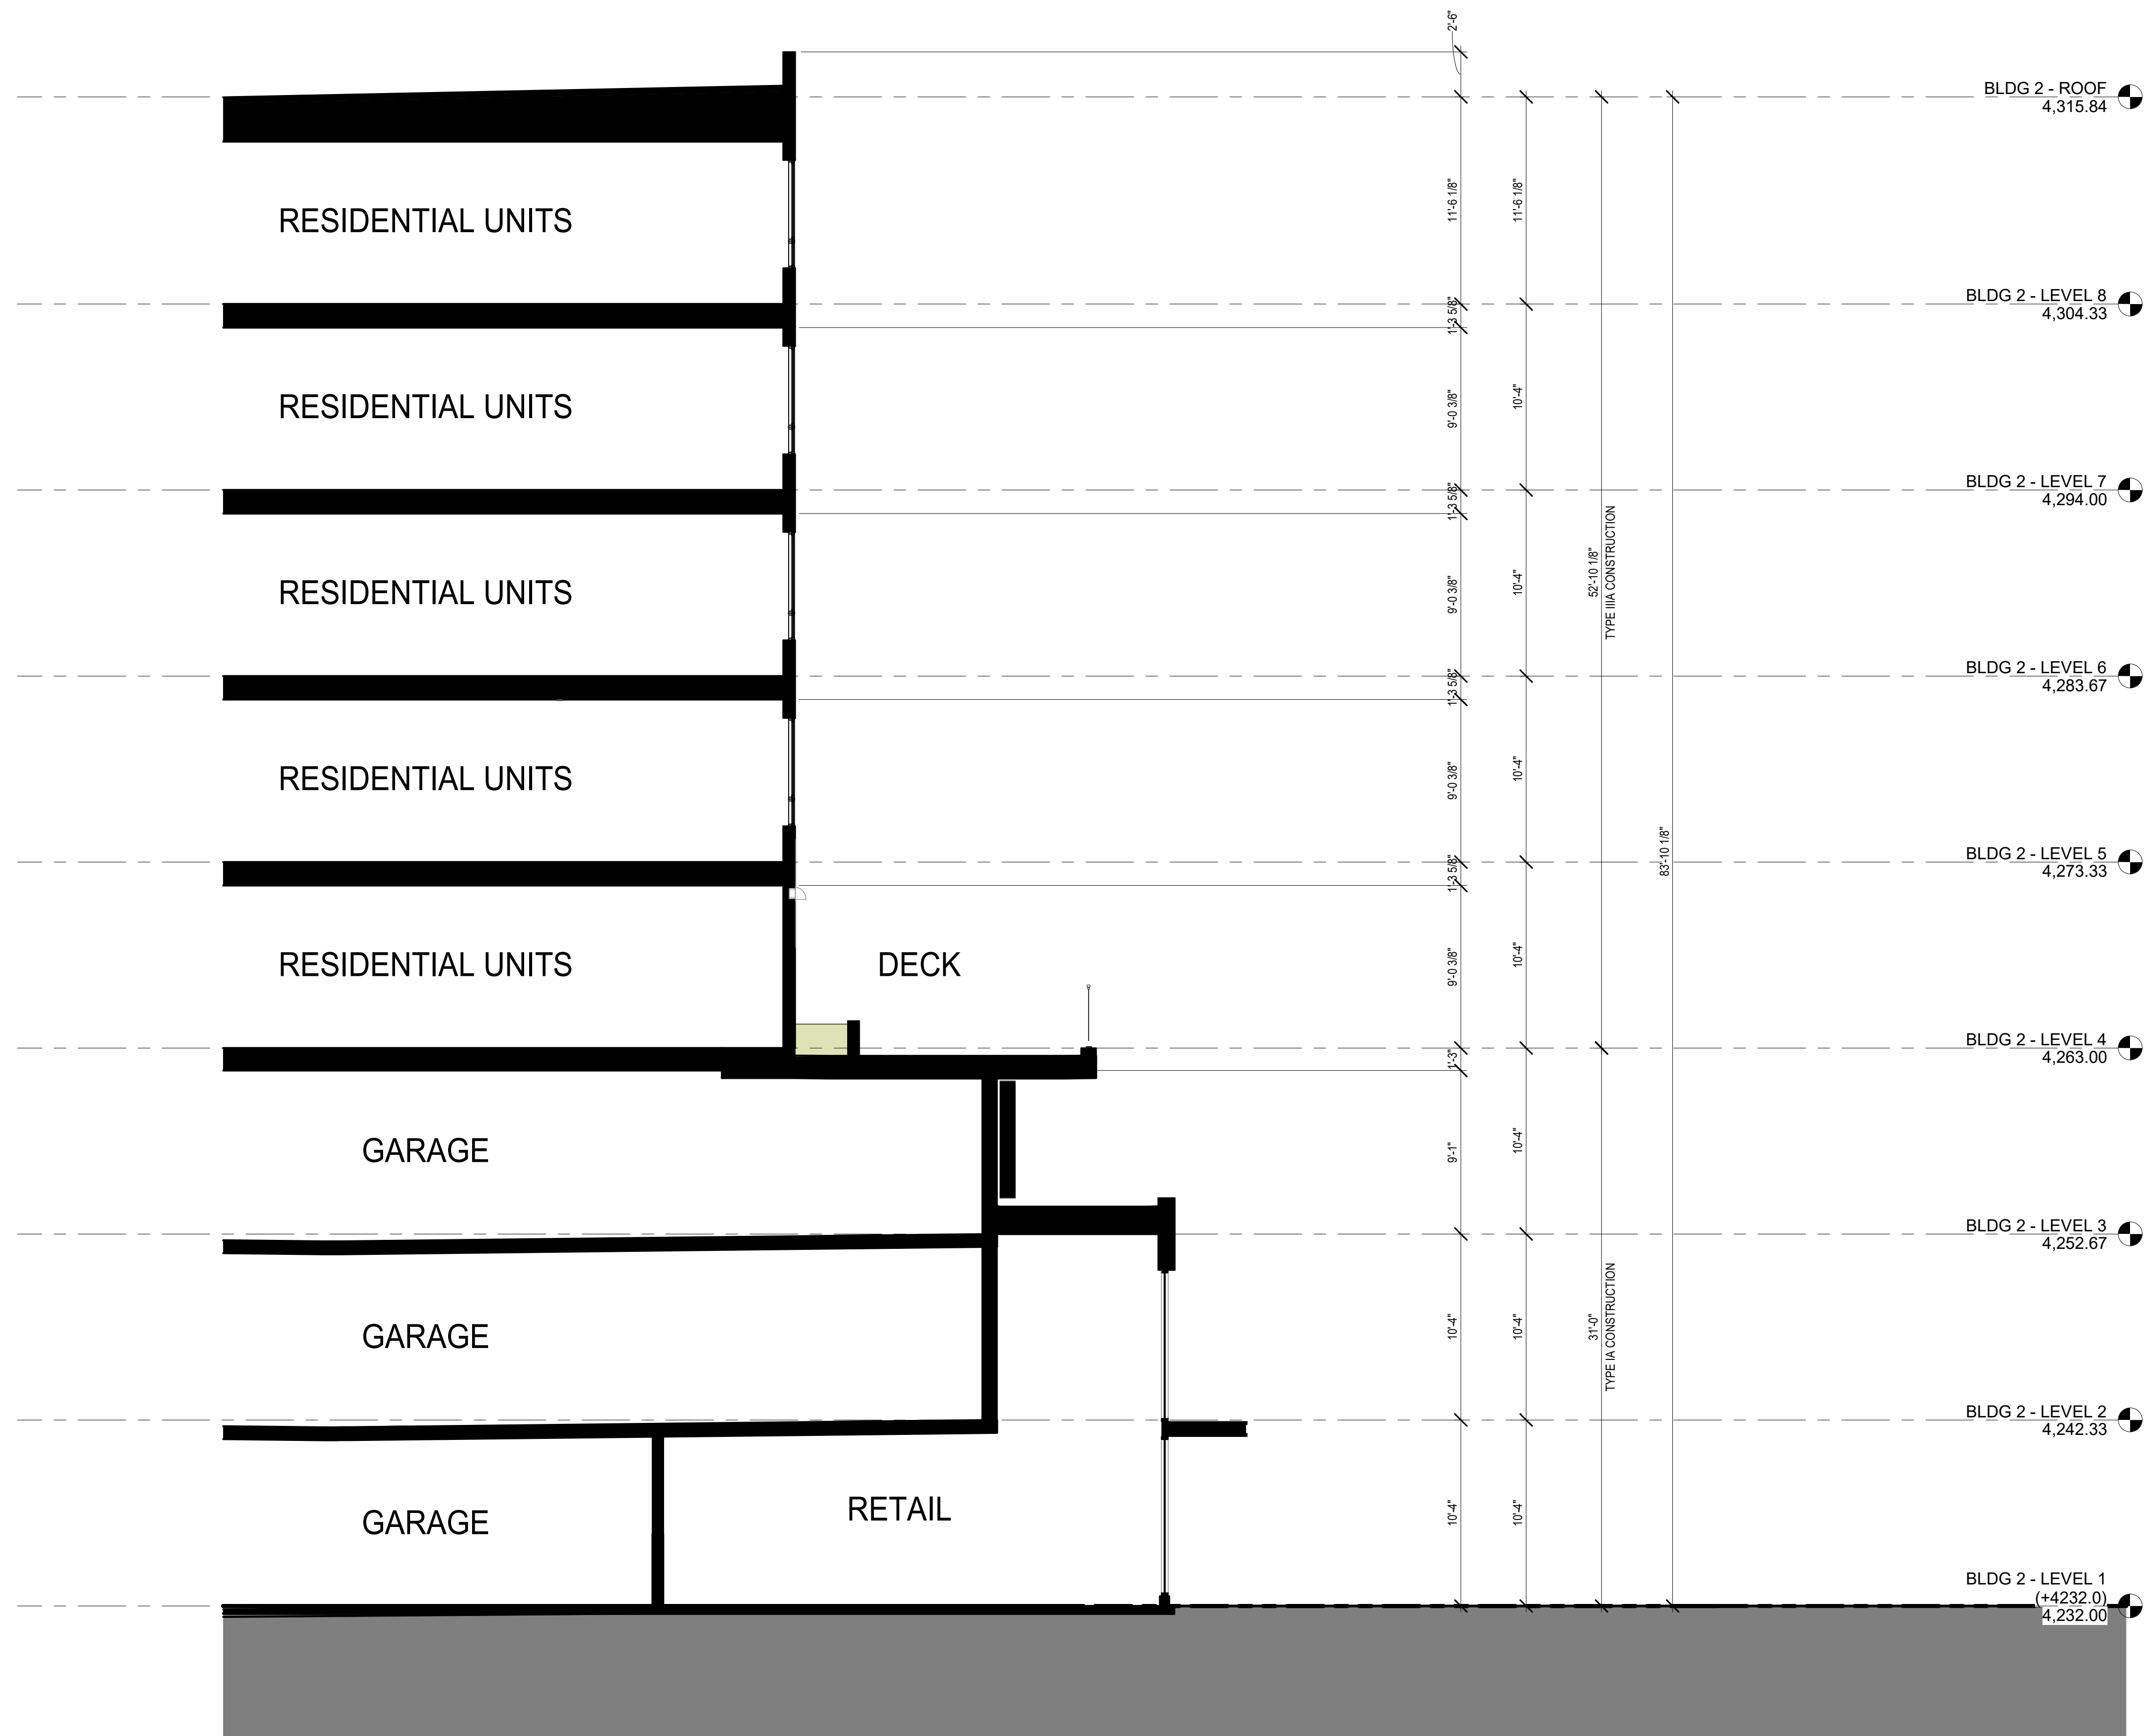 2'-6"
BLDG 2 - ROOF
4,315.84
11'-6 1/8"
11'-6 1/8"
RESIDENTIAL UNITS
BLDG 2 - LEVEL 8
4,304.33
1'-3 5/8"
RESIDENTIAL UNITS
9'-0 3/8"
10'-4"
BLDG 2 - LEVEL 7
4,294.00
1'-3 5/8"
52'-10 1/8"
TYPE IIIA CONSTRUCTION
RESIDENTIAL UNITS
9'-0 3/8"
10'-4"
BLDG 2 - LEVEL 6
4,283.67
1'-3 5/8"
RESIDENTIAL UNITS
9'-0 3/8"
10'-4"
83'-10 1/8"
BLDG 2 - LEVEL 5
4,273.33
1'-3 5/8"
RESIDENTIAL UNITS
DECK
9'-0 3/8"
10'-4"
BLDG 2 - LEVEL 4
4,263.00
1'-3"
GARAGE
9'-1"
10'-4"
BLDG 2 - LEVEL 3
4,252.67
GARAGE
10'-4"
10'-4"
31'-0"
TYPE IA CONSTRUCTION
BLDG 2 - LEVEL 2
4,242.33
GARAGE
RETAIL
10'-4"
10'-4"
BLDG 2 - LEVEL 1
(+4232.0)
4,232.00